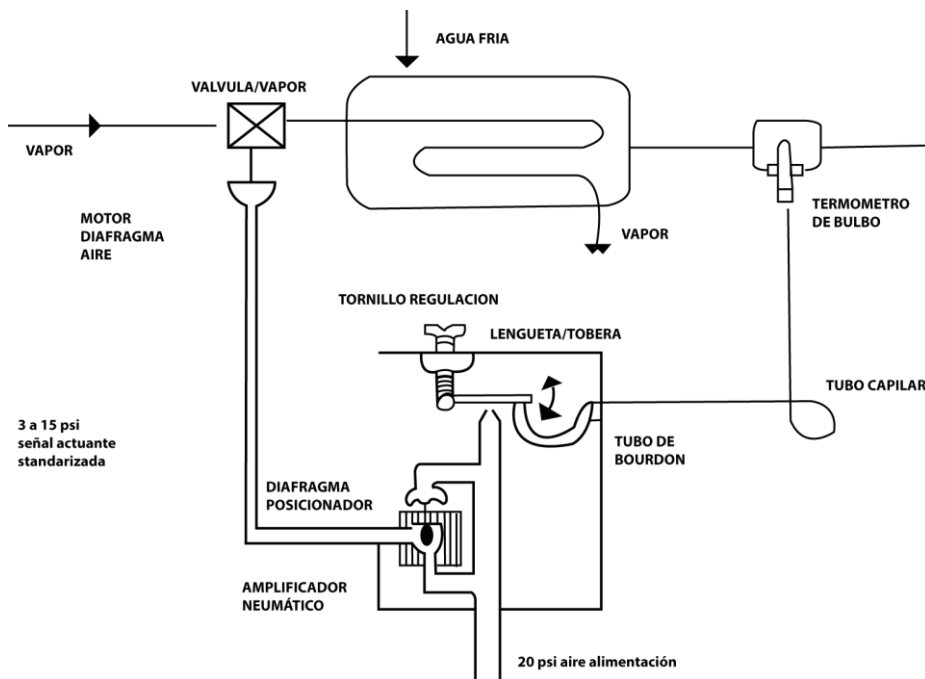 AGUA FRIA
VALVULA/VAPOR
VAPOR
MOTOR
DIAFRAGMA
AIRE
VAPOR
TERMOMETRO
DE BULBO
TORNILLO REGULACION
LENGUETA/TOBERA
TUBO CAPILAR
3 a 15 psi
señal actuante
standarizada
TUBO DE
BOURDON
DIAFRAGMA
POSICIONADOR
AMPLIFICADOR
NEUMÁTICO
20 psi aire alimentación